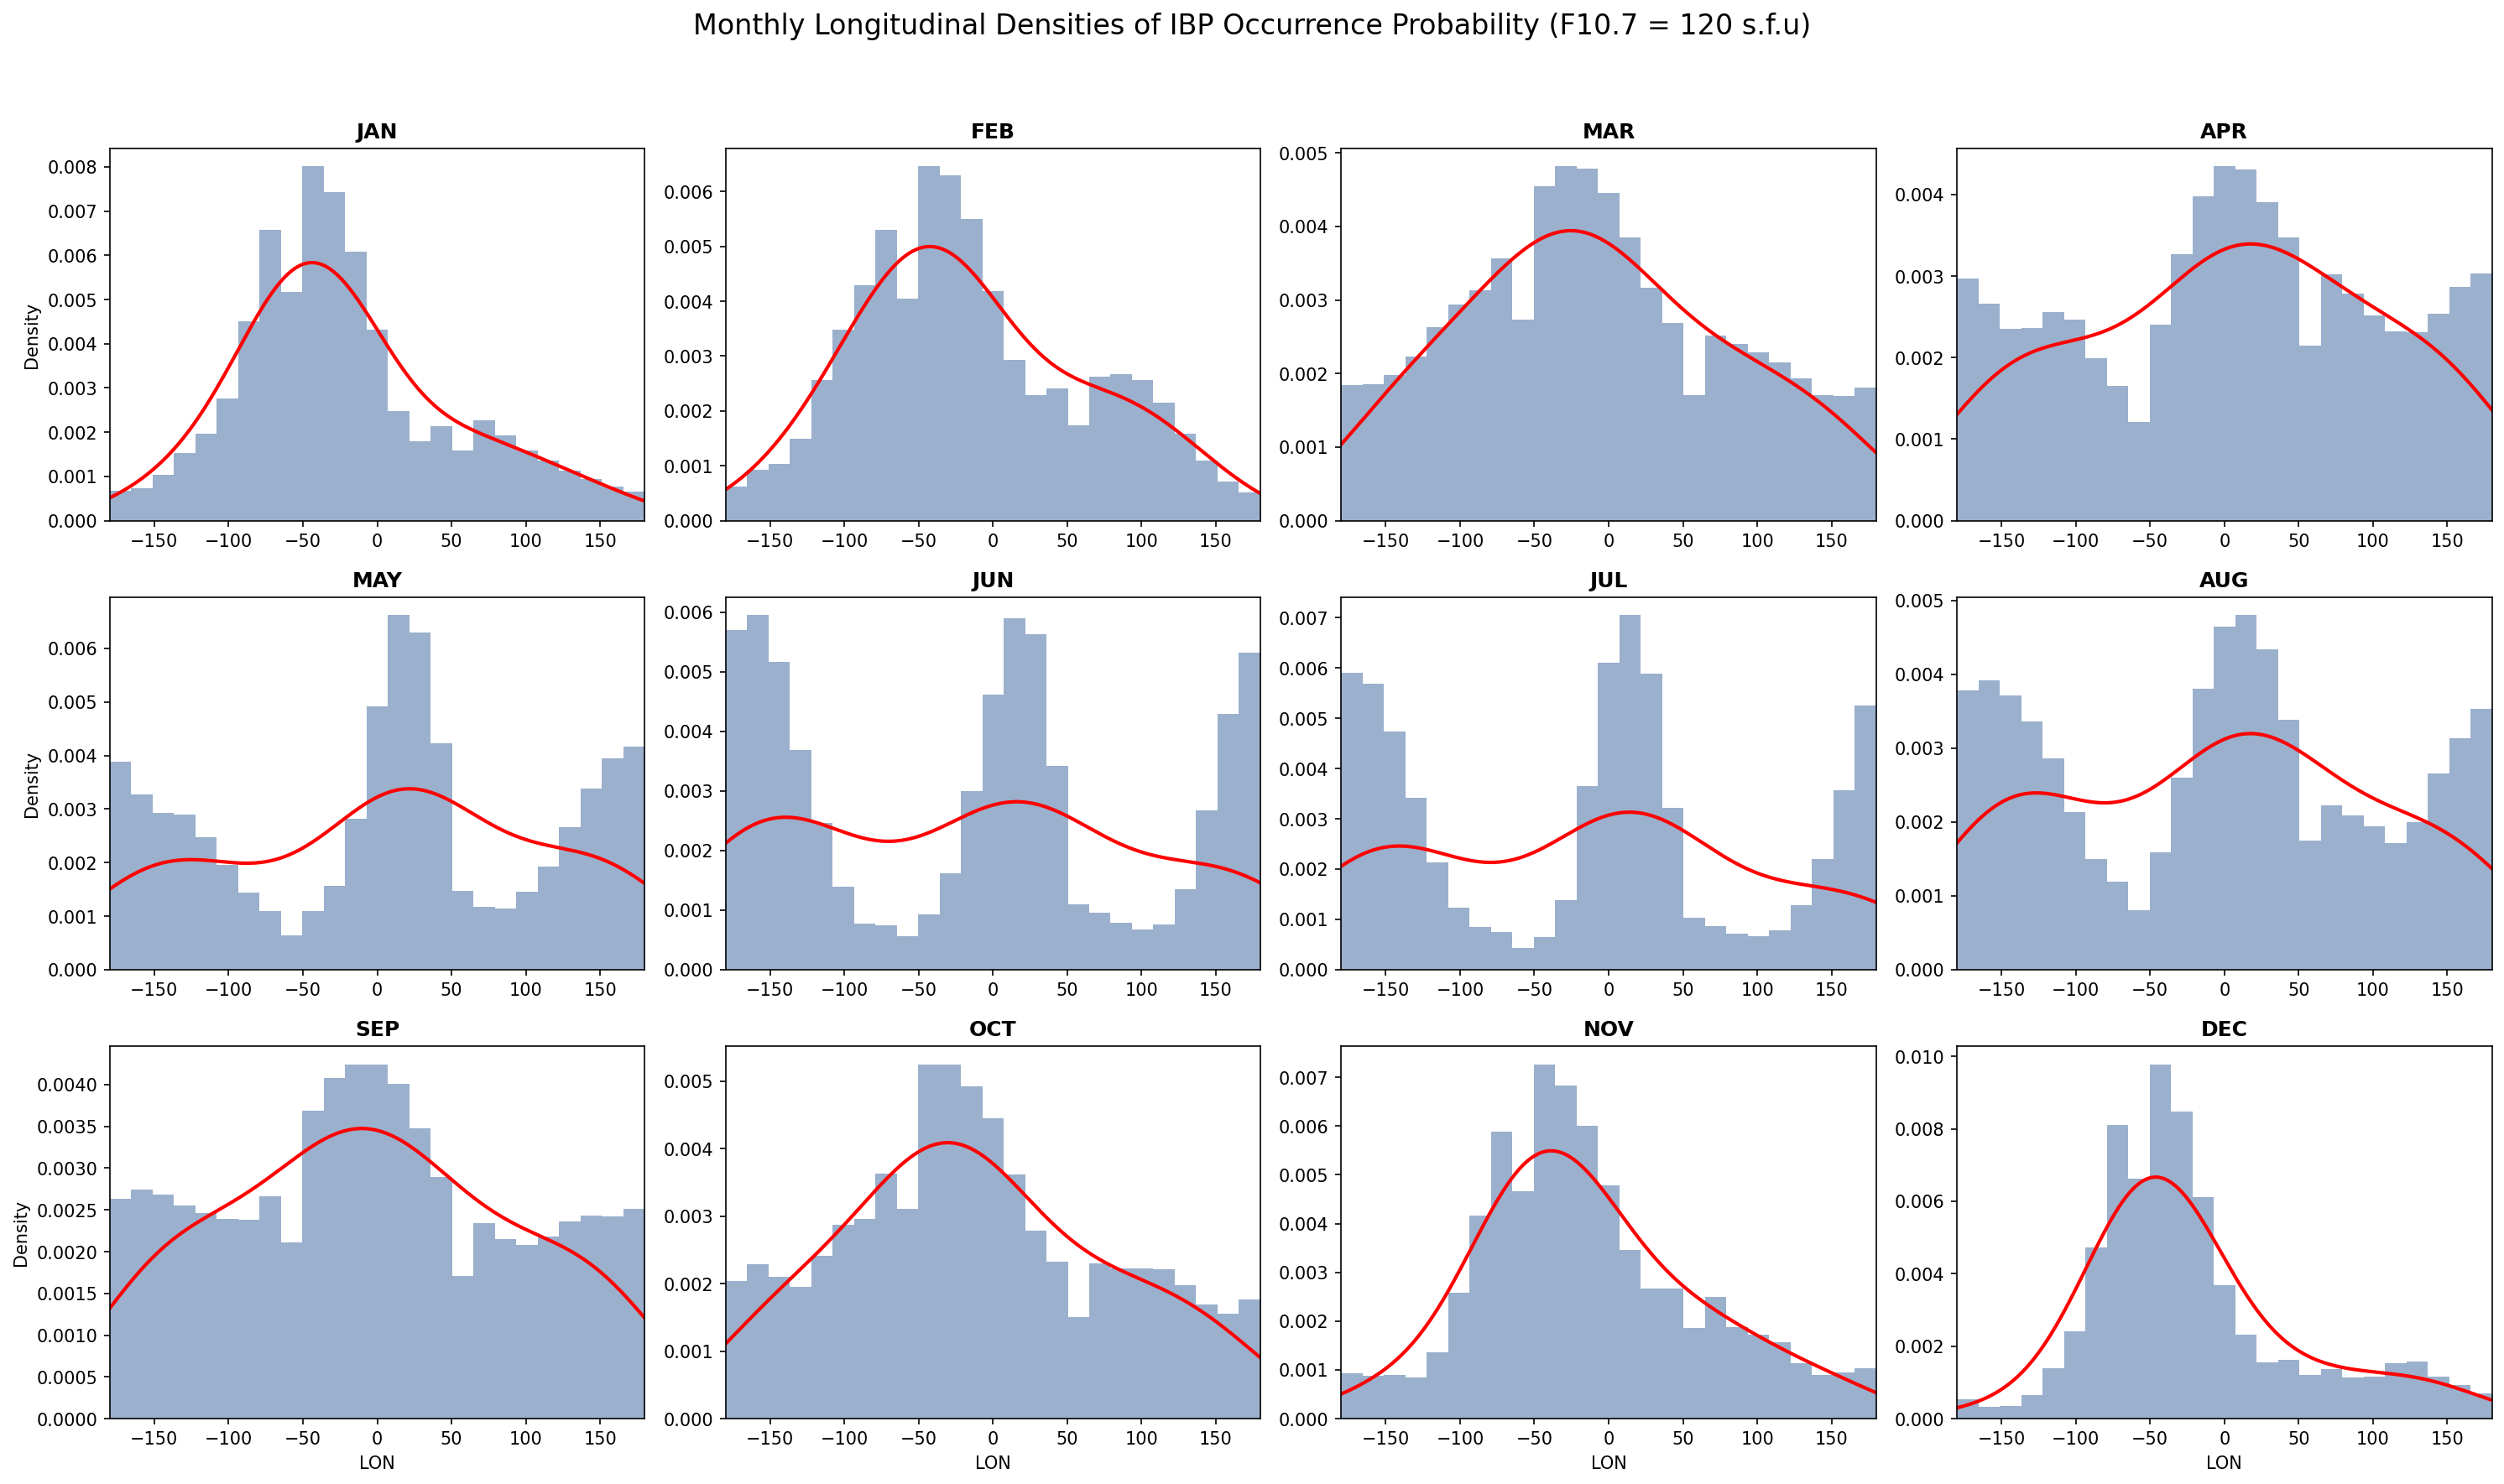 Monthly Longitudinal Densities of IBP Occurrence Probability (F10.7 = 120 s.f.u)
JAN
Density
0.008
0.007
0.006
0.005
0.004
0.003
0.002
0.001
0.000
−150 −100 −50 0 50 100 150
FEB
0.006
0.005
0.004
0.003
0.002
0.001
0.000
−150 −100 −50 0 50 100 150
MAR
0.005
0.004
0.003
0.002
0.001
0.000
−150 −100 −50 0 50 100 150
APR
0.004
0.003
0.002
0.001
0.000
−150 −100 −50 0 50 100 150
MAY
Density
0.006
0.005
0.004
0.003
0.002
0.001
0.000
−150 −100 −50 0 50 100 150
JUN
0.006
0.005
0.004
0.003
0.002
0.001
0.000
−150 −100 −50 0 50 100 150
JUL
0.007
0.006
0.005
0.004
0.003
0.002
0.001
0.000
−150 −100 −50 0 50 100 150
AUG
0.005
0.004
0.003
0.002
0.001
0.000
−150 −100 −50 0 50 100 150
SEP
Density
0.0040
0.0035
0.0030
0.0025
0.0020
0.0015
0.0010
0.0005
0.0000
−150 −100 −50 0 50 100 150
LON
OCT
0.005
0.004
0.003
0.002
0.001
0.000
−150 −100 −50 0 50 100 150
LON
NOV
0.007
0.006
0.005
0.004
0.003
0.002
0.001
0.000
−150 −100 −50 0 50 100 150
LON
DEC
0.010
0.008
0.006
0.004
0.002
0.000
−150 −100 −50 0 50 100 150
LON